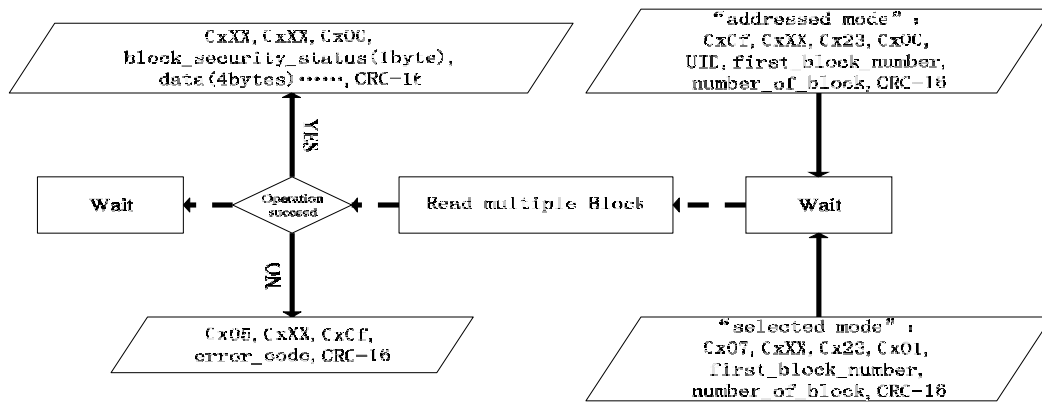 CxXX, CxXX, Cx0C,
block_security_status(1byte),
data(4bytes)······, CRC-16
"addressed mode" :
CxCf, CxXX, Cx23, Cx0C,
UID, first_block_number,
number_of_block, CRC-16
YES
Wait
Operation
succeed
Read multiple Block
Wait
NO
Cx05, CxXX, CxCf,
error_code, CRC-16
"selected mode" :
Cx07, CxXX, Cx23, Cx01,
first_block_number,
number_of_block, CRC-16